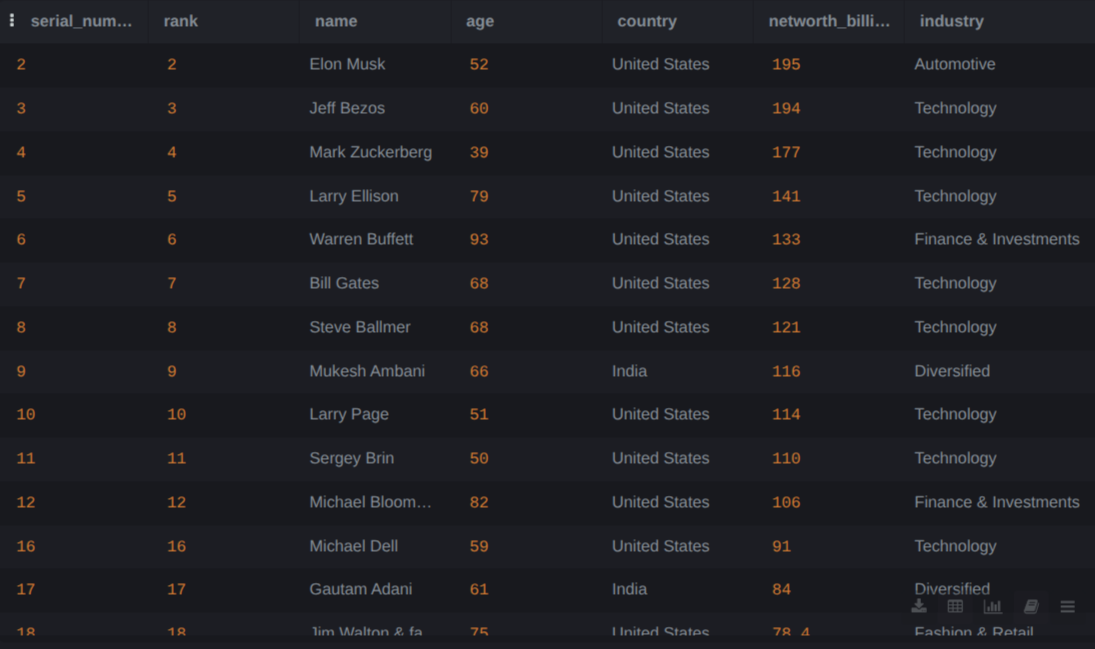 serial_num... rank name age country networth_billi... industry
2 2 Elon Musk 52 United States 195 Automotive
3 3 Jeff Bezos 60 United States 194 Technology
4 4 Mark Zuckerberg 39 United States 177 Technology
5 5 Larry Ellison 79 United States 141 Technology
6 6 Warren Buffett 93 United States 133 Finance & Investments
7 7 Bill Gates 68 United States 128 Technology
8 8 Steve Ballmer 68 United States 121 Technology
9 9 Mukesh Ambani 66 India 116 Diversified
10 10 Larry Page 51 United States 114 Technology
11 11 Sergey Brin 50 United States 110 Technology
12 12 Michael Bloom... 82 United States 106 Finance & Investments
16 16 Michael Dell 59 United States 91 Technology
17 17 Gautam Adani 61 India 84 Diversified
18 18 Jim Walton & fa 75 United States 78.4 Fashion & Retail